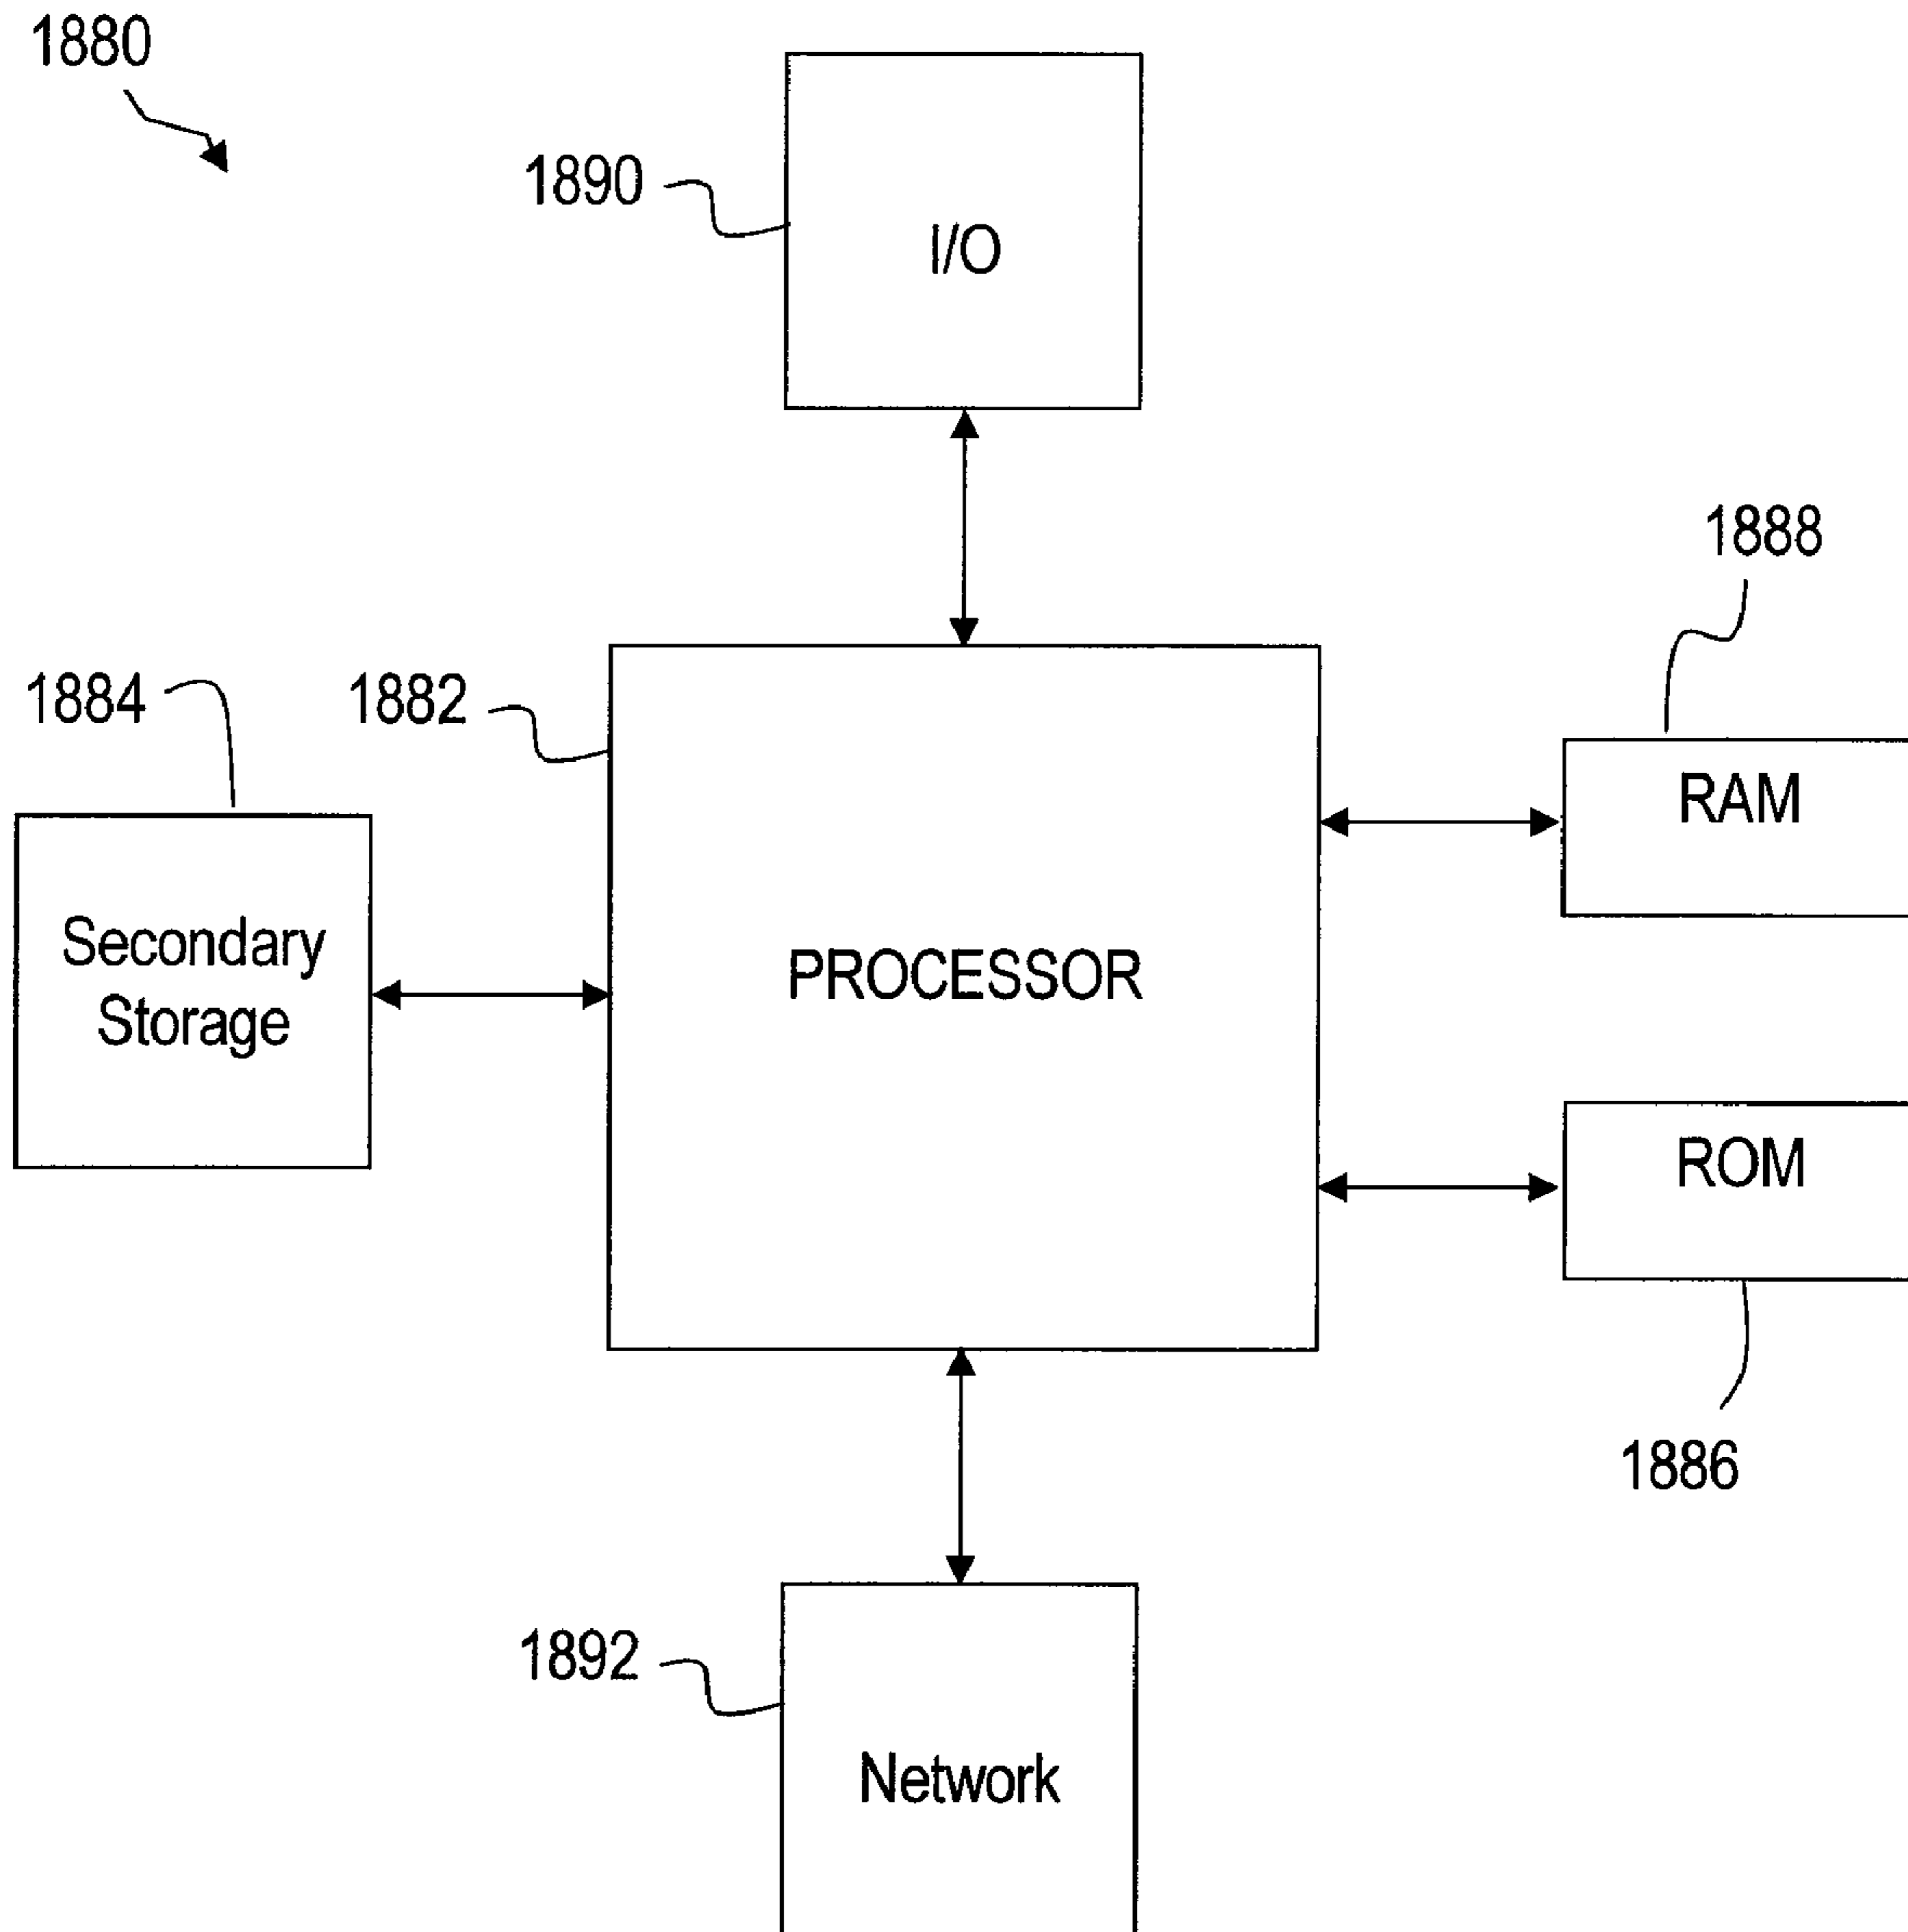 1880
1890
I/O
1888
1884
1882
RAM
Secondary
Storage
PROCESSOR
ROM
1886
1892
Network